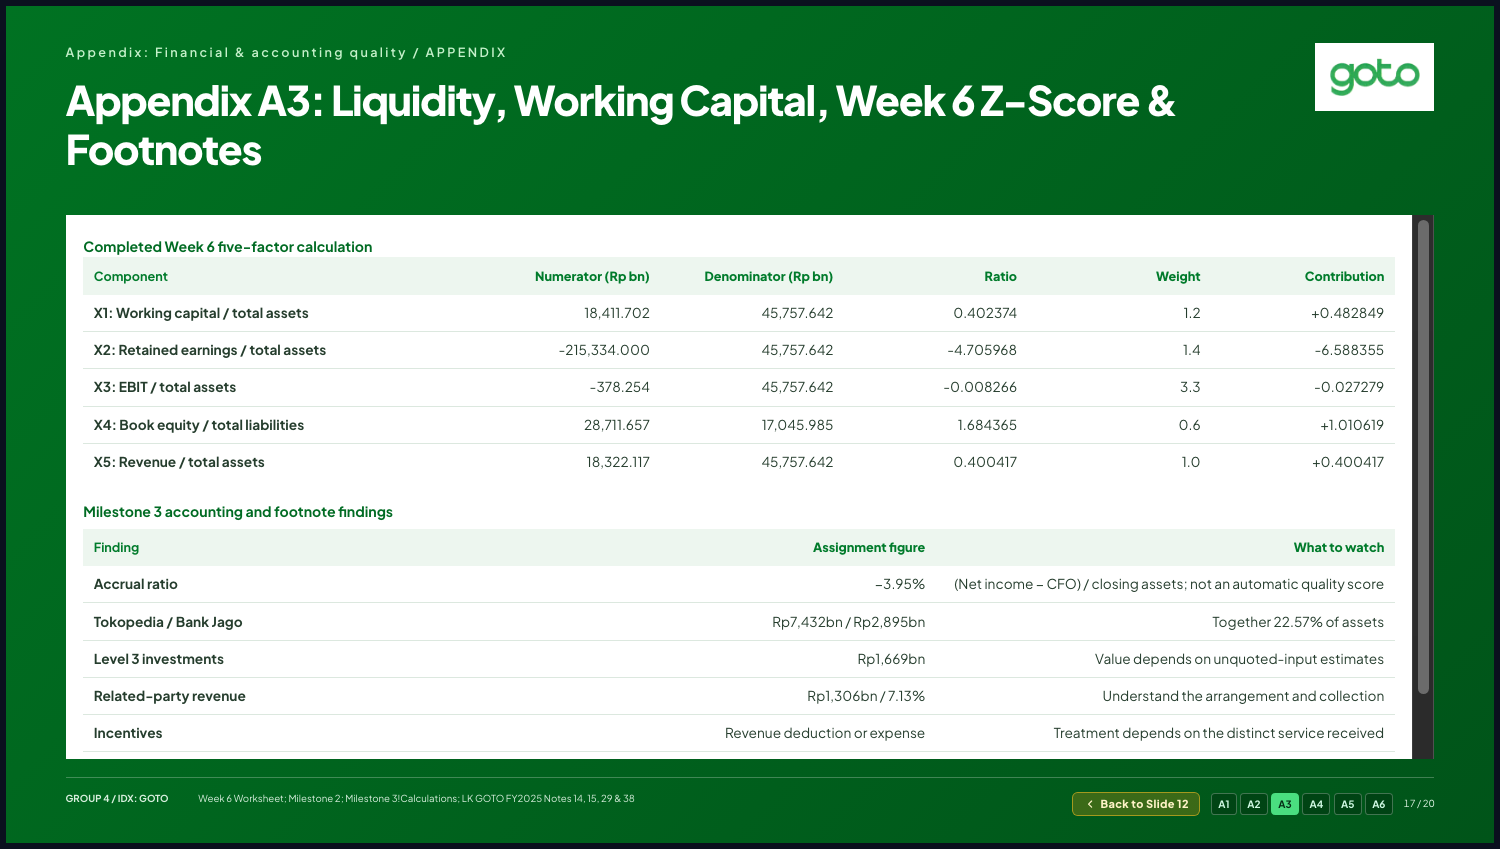 Appendix: Financial & accounting quality / APPENDIX
goto
Appendix A3: Liquidity, Working Capital, Week 6 Z-Score &
Footnotes
Completed Week 6 five-factor calculation
Component Numerator (Rp bn) Denominator (Rp bn) Ratio Weight Contribution
X1: Working capital / total assets 18,411.702 45,757.642 0.402374 1.2 +0.482849
X2: Retained earnings / total assets -215,334.000 45,757.642 -4.705968 1.4 -6.588355
X3: EBIT / total assets -378.254 45,757.642 -0.008266 3.3 -0.027279
X4: Book equity / total liabilities 28,711.657 17,045.985 1.684365 0.6 +1.010619
X5: Revenue / total assets 18,322.117 45,757.642 0.400417 1.0 +0.400417
Milestone 3 accounting and footnote findings
Finding Assignment figure What to watch
Accrual ratio −3.95% (Net income − CFO) / closing assets; not an automatic quality score
Tokopedia / Bank Jago Rp7,432bn / Rp2,895bn Together 22.57% of assets
Level 3 investments Rp1,669bn Value depends on unquoted-input estimates
Related-party revenue Rp1,306bn / 7.13% Understand the arrangement and collection
Incentives Revenue deduction or expense Treatment depends on the distinct service received
GROUP 4 / IDX: GOTO Week 6 Worksheet; Milestone 2; Milestone 3!Calculations; LK GOTO FY2025 Notes 14, 15, 29 & 38
Back to Slide 12 A1 A2 A3 A4 A5 A6 17 / 20